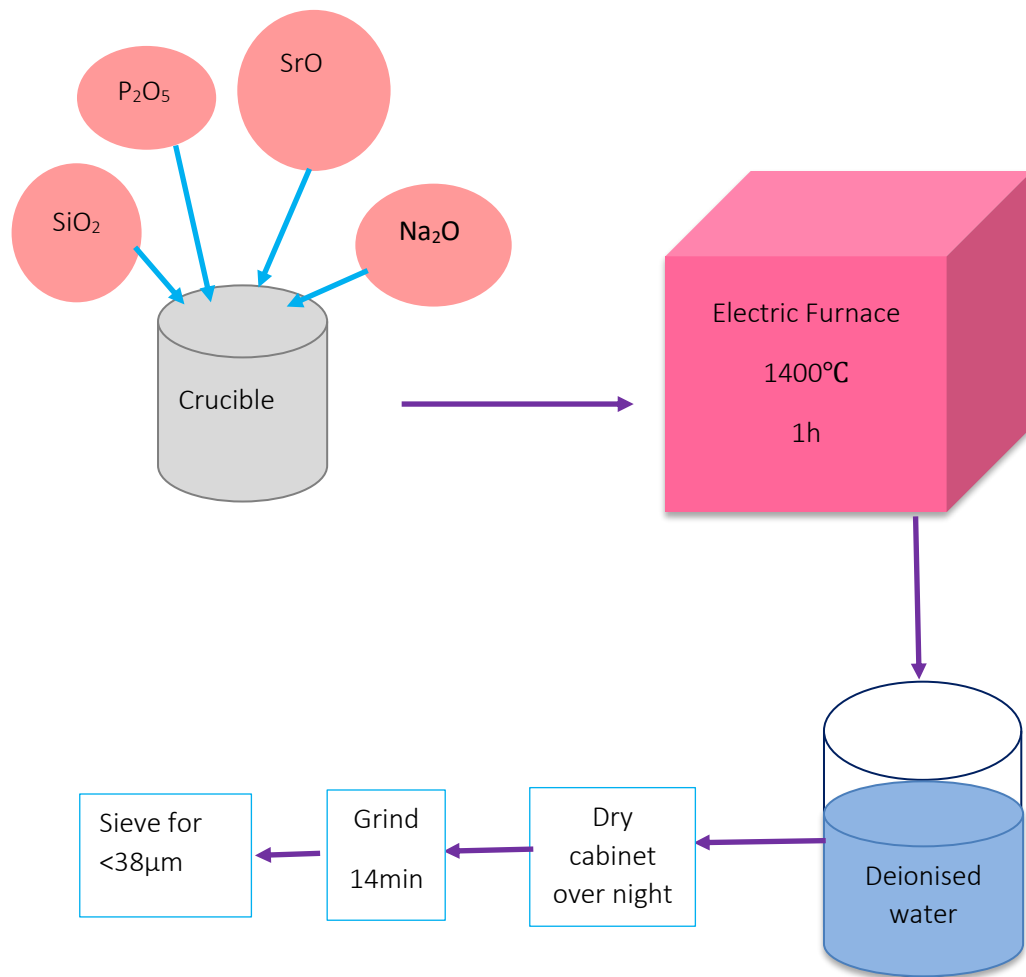 SrO
P₂O₅
SiO₂
Na₂O
Crucible
Electric Furnace
1400℃
1h
Deionised
water
Dry
cabinet
over night
Grind
14min
Sieve for
<38µm